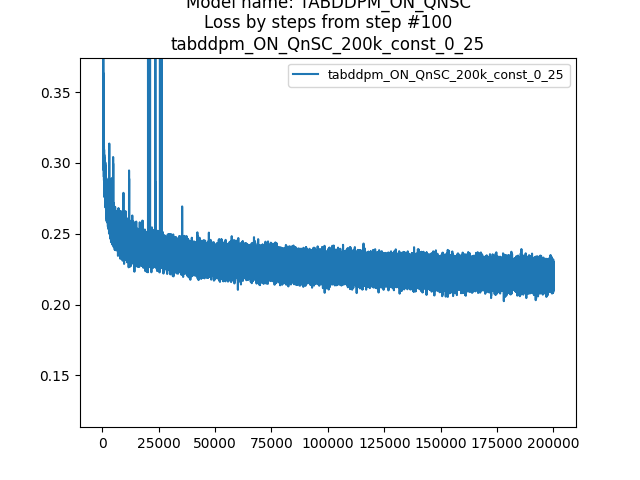 Model name: TABDDPM_ON_QNSC
Loss by steps from step #100
tabddpm_ON_QnSC_200k_const_0_25
tabddpm_ON_QnSC_200k_const_0_25
0.35
0.30
0.25
0.20
0.15
0 25000 50000 75000 100000 125000 150000 175000 200000